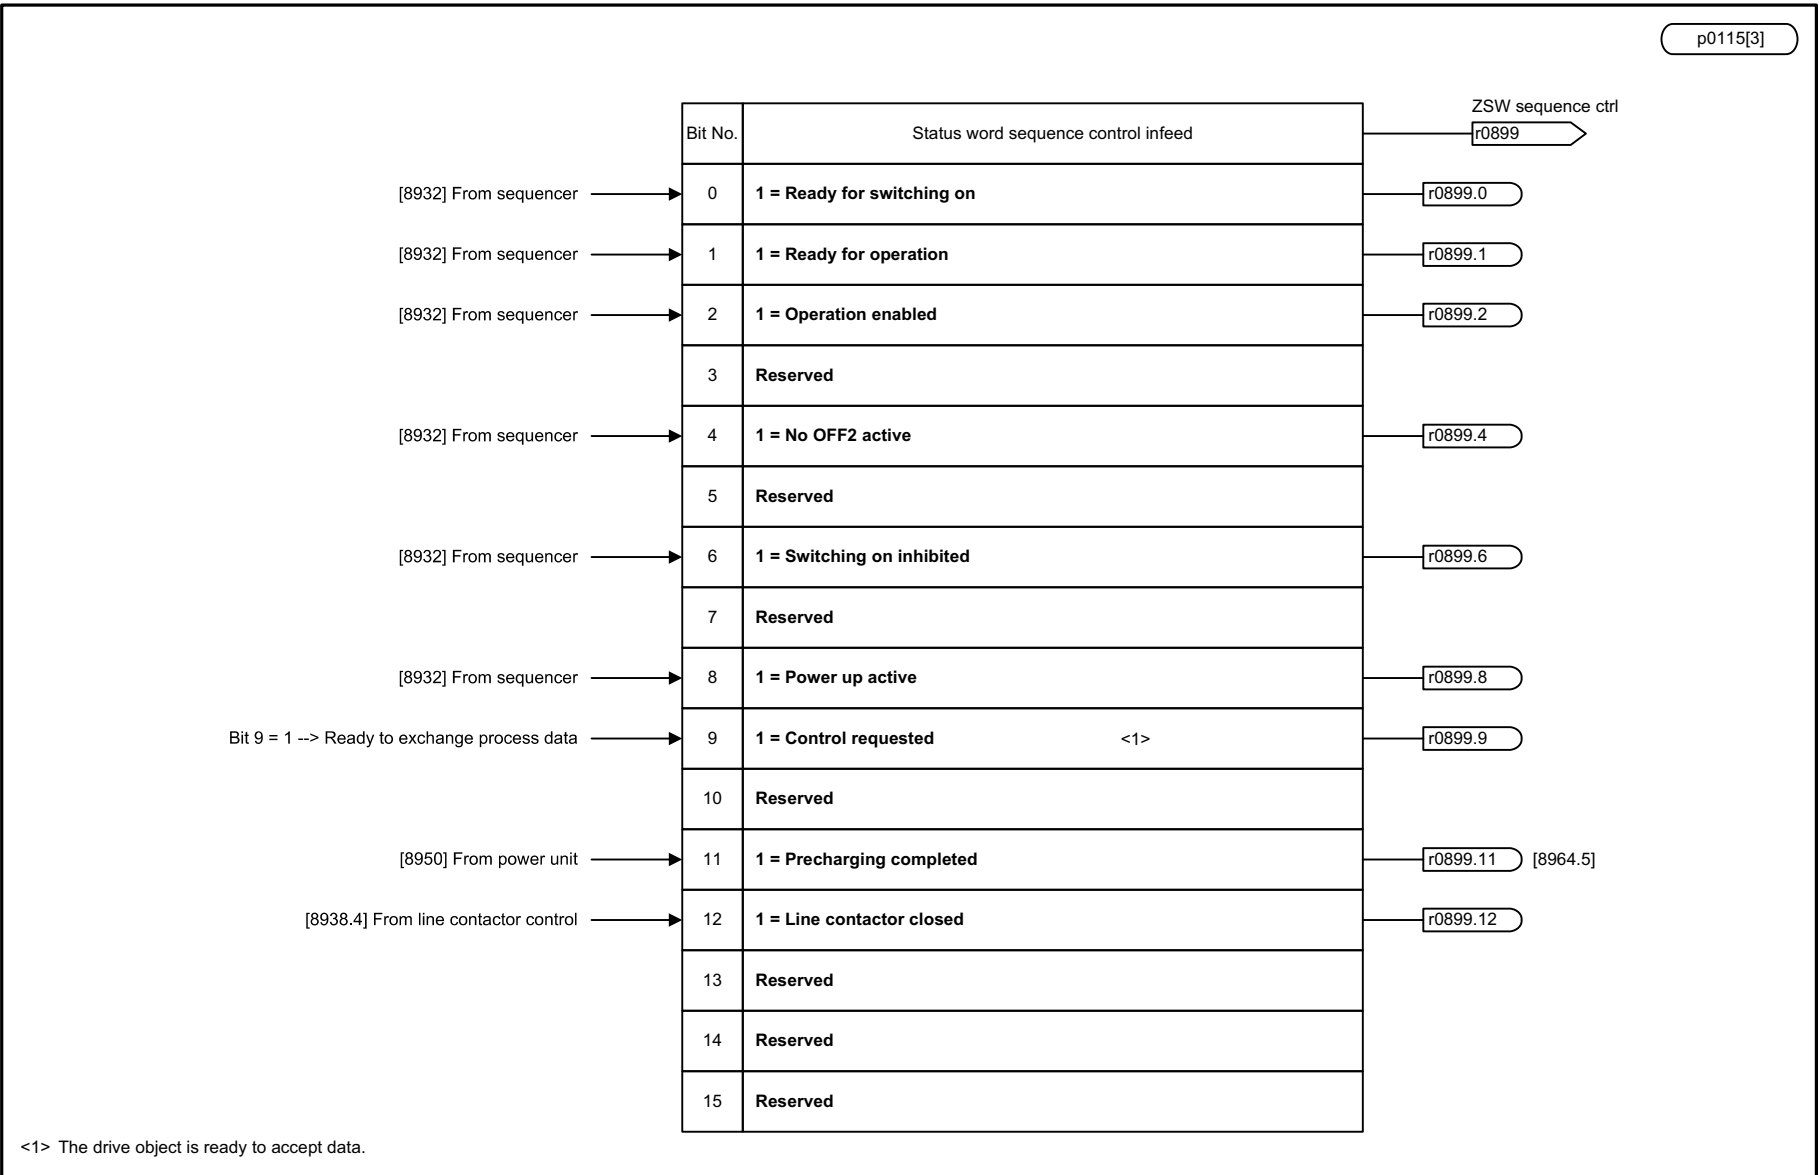 p0115[3]
ZSW sequence ctrl
Bit No. Status word sequence control infeed r0899
[8932] From sequencer 0 1 = Ready for switching on r0899.0
[8932] From sequencer 1 1 = Ready for operation r0899.1
[8932] From sequencer 2 1 = Operation enabled r0899.2
3 Reserved
[8932] From sequencer 4 1 = No OFF2 active r0899.4
5 Reserved
[8932] From sequencer 6 1 = Switching on inhibited r0899.6
7 Reserved
[8932] From sequencer 8 1 = Power up active r0899.8
Bit 9 = 1 --> Ready to exchange process data 9 1 = Control requested <1> r0899.9
10 Reserved
[8950] From power unit 11 1 = Precharging completed r0899.11 [8964.5]
[8938.4] From line contactor control 12 1 = Line contactor closed r0899.12
13 Reserved
14 Reserved
15 Reserved
<1> The drive object is ready to accept data.